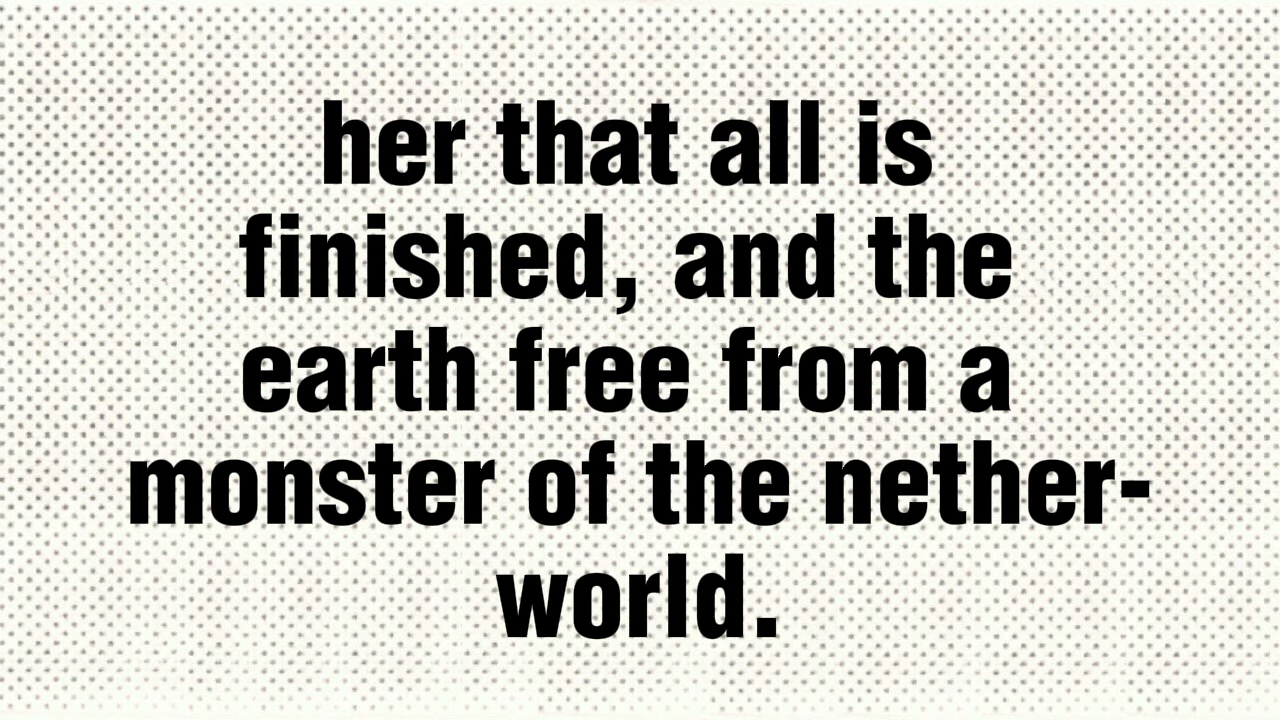 her that all is
finished, and the
earth free from a
monster of the nether-
world.